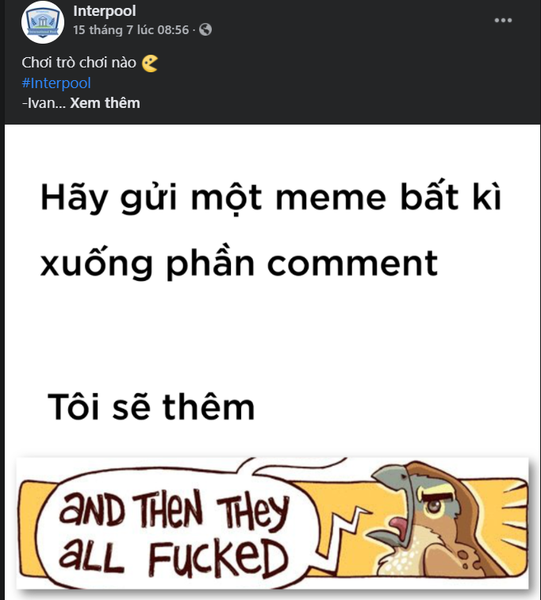 Interpool
15 tháng 7 lúc 08:56 ·
Chơi trò chơi nào
#Interpool
-Ivan... Xem thêm
Hãy gửi một meme bất kì
xuống phần comment
Tôi sẽ thêm
AND THEN THEY
ALL FUCKED